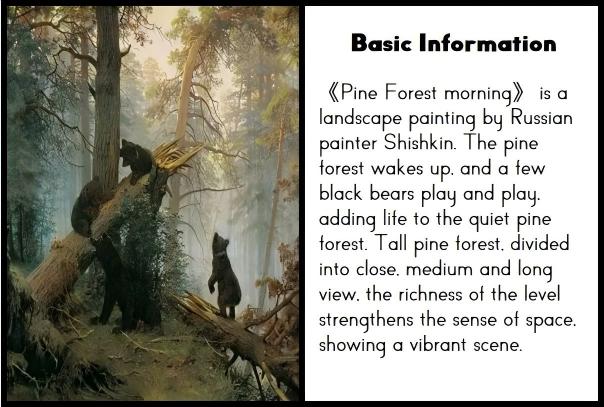 Basic Information
《Pine Forest morning》 is a
landscape painting by Russian
painter Shishkin. The pine
forest wakes up, and a few
black bears play and play,
adding life to the quiet pine
forest. Tall pine forest, divided
into close, medium and long
view, the richness of the level
strengthens the sense of space,
showing a vibrant scene.